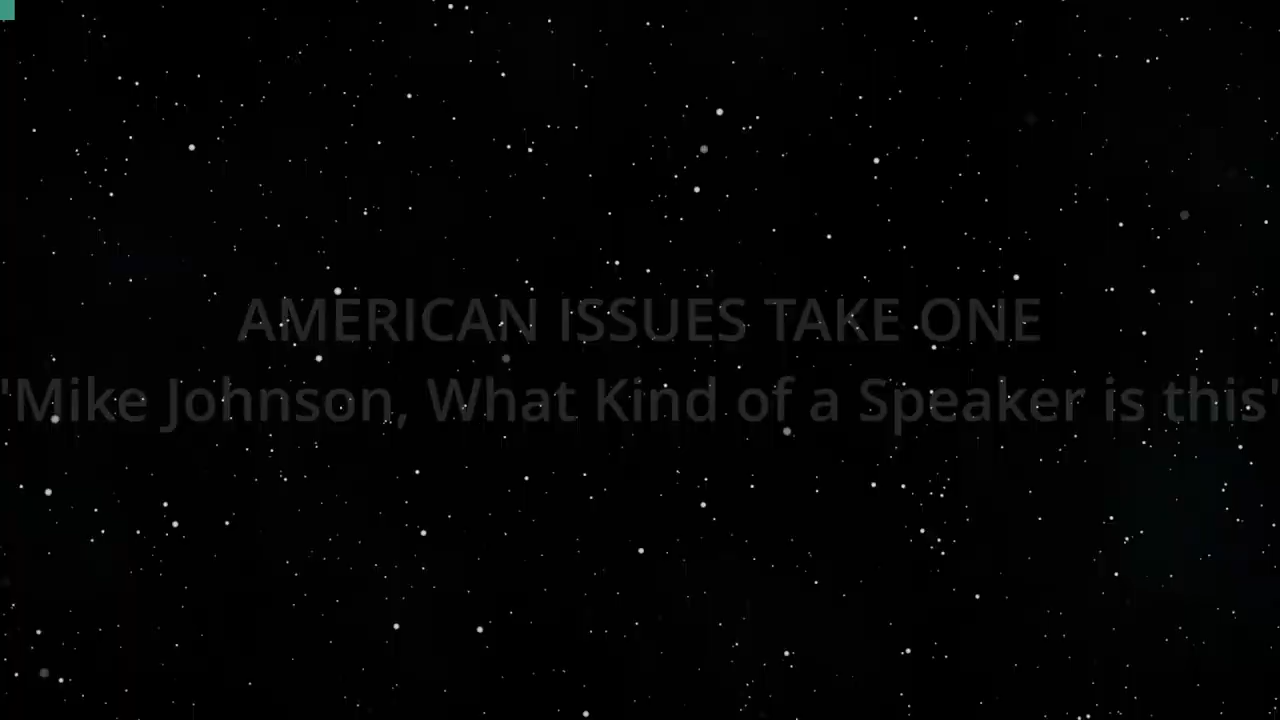 AMERICAN ISSUES TAKE ONE
'Mike Johnson, What Kind of a Speaker is this'